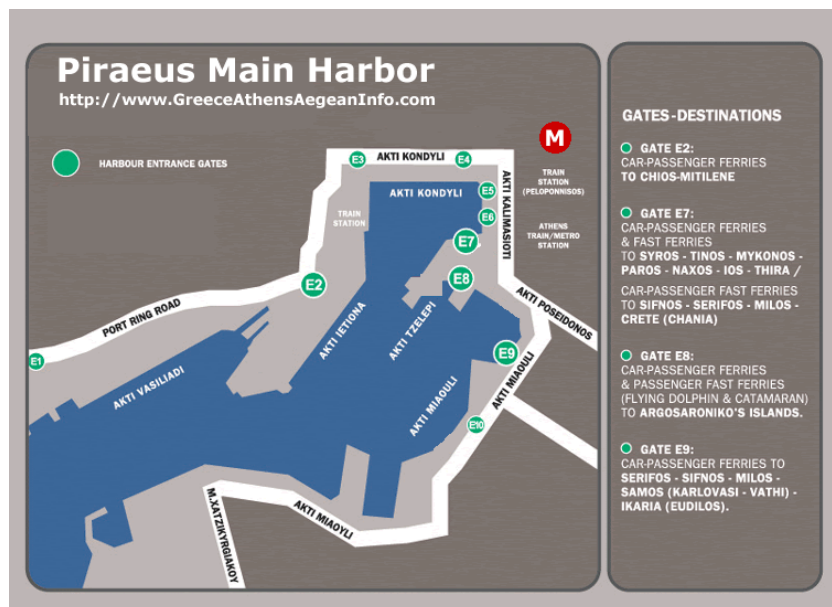 Piraeus Main Harbor
http://www.GreeceAthensAegeanInfo.com
M
HARBOUR ENTRANCE GATES
E3
AKTI KONDYLI
E4
TRAIN
STATION
(PELOPONNISOS)
AKTI KONDYLI
E5
AKTI KALIMASIOTI
TRAIN
STATION
E6
ATHENS
TRAIN/METRO
STATION
E7
E2
E8
PORT RING ROAD
AKTI IETIONA
AKTI TZELEPI
AKTI POSEIDONOS
E1
E9
AKTI VASILIADI
AKTI MIAOULI
AKTI MIAOULI
E10
M.XATZIKYRGIAKOY
AKTI MIAOYLI
GATES-DESTINATIONS
GATE E2:
CAR-PASSENGER FERRIES
TO CHIOS-MITILENE
GATE E7:
CAR-PASSENGER FERRIES
& FAST FERRIES
TO SYROS - TINOS - MYKONOS -
PAROS - NAXOS - IOS - THIRA /
CAR-PASSENGER FAST FERRIES
TO SIFNOS - SERIFOS - MILOS -
CRETE (CHANIA)
GATE E8:
CAR-PASSENGER FERRIES
& PASSENGER FAST FERRIES
(FLYING DOLPHIN & CATAMARAN)
TO ARGOSARONIKO'S ISLANDS.
GATE E9:
CAR-PASSENGER FERRIES TO
SERIFOS - SIFNOS - MILOS -
SAMOS (KARLOVASI - VATHI) -
IKARIA (EUDILOS).